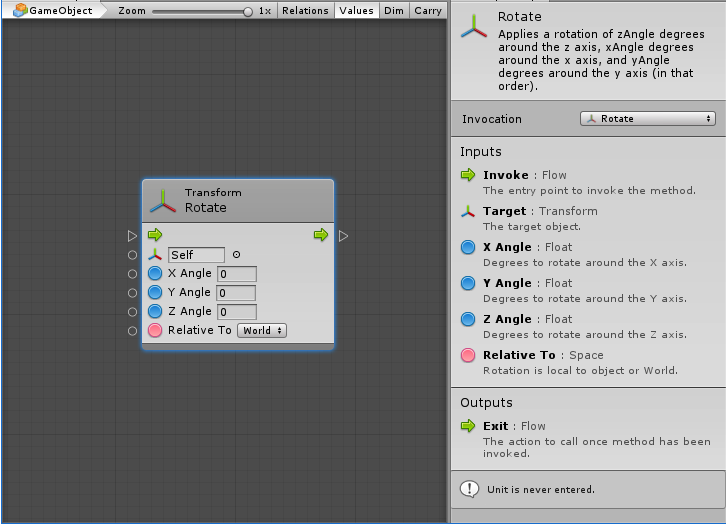 GameObject
Zoom
1x
Relations
Values
Dim
Carry
Transform
Rotate
Self
X Angle 0
Y Angle 0
Z Angle 0
Relative To World
Rotate
Applies a rotation of zAngle degrees
around the z axis, xAngle degrees
around the x axis, and yAngle
degrees around the y axis (in that
order).
Invocation
Rotate
Inputs
Invoke : Flow
The entry point to invoke the method.
Target : Transform
The target object.
X Angle : Float
Degrees to rotate around the X axis.
Y Angle : Float
Degrees to rotate around the Y axis.
Z Angle : Float
Degrees to rotate around the Z axis.
Relative To : Space
Rotation is local to object or World.
Outputs
Exit : Flow
The action to call once method has been
invoked.
Unit is never entered.